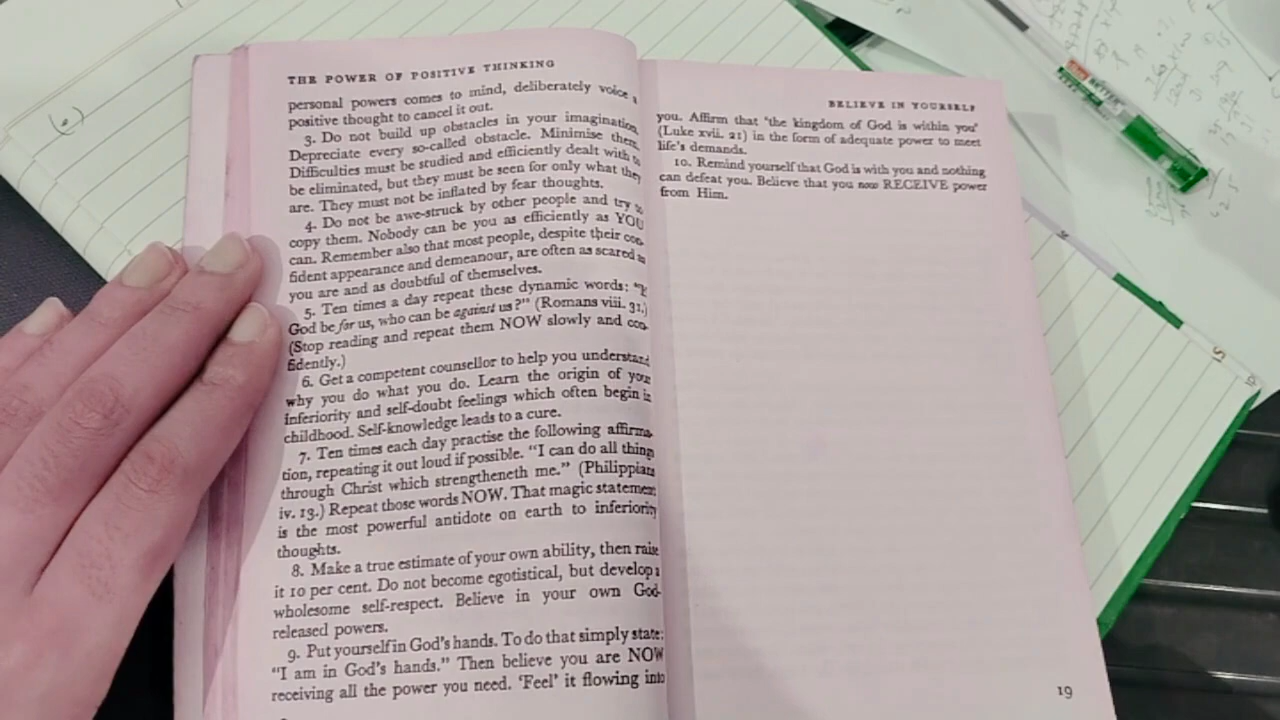 THE POWER OF POSITIVE THINKING
personal powers comes to mind, deliberately voice a
positive thought to cancel it out.
3. Do not build up obstacles in your imagination.
Depreciate every so-called obstacle. Minimise them.
Difficulties must be studied and efficiently dealt with to
be eliminated, but they must be seen for only what they
are. They must not be inflated by fear thoughts.
4. Do not be awe-struck by other people and try to
copy them. Nobody can be you as efficiently as YOU
can. Remember also that most people, despite their con-
fident appearance and demeanour, are often as scared as
you are and as doubtful of themselves.
5. Ten times a day repeat these dynamic words: "If
God be for us, who can be against us?" (Romans viii. 31.)
(Stop reading and repeat them NOW slowly and con-
fidently.)
6. Get a competent counsellor to help you understand
why you do what you do. Learn the origin of your
inferiority and self-doubt feelings which often begin in
childhood. Self-knowledge leads to a cure.
7. Ten times each day practise the following affirma-
tion, repeating it out loud if possible. "I can do all things
through Christ which strengtheneth me." (Philippians
iv. 13.) Repeat those words NOW. That magic statement
is the most powerful antidote on earth to inferiority
thoughts.
8. Make a true estimate of your own ability, then raise
it 10 per cent. Do not become egotistical, but develop a
wholesome self-respect. Believe in your own God-
released powers.
9. Put yourself in God's hands. To do that simply state:
"I am in God's hands." Then believe you are NOW
receiving all the power you need. 'Feel' it flowing into
BELIEVE IN YOURSELF
you. Affirm that 'the kingdom of God is within you'
(Luke xvii. 21) in the form of adequate power to meet
life's demands.
10. Remind yourself that God is with you and nothing
can defeat you. Believe that you now RECEIVE power
from Him.
19